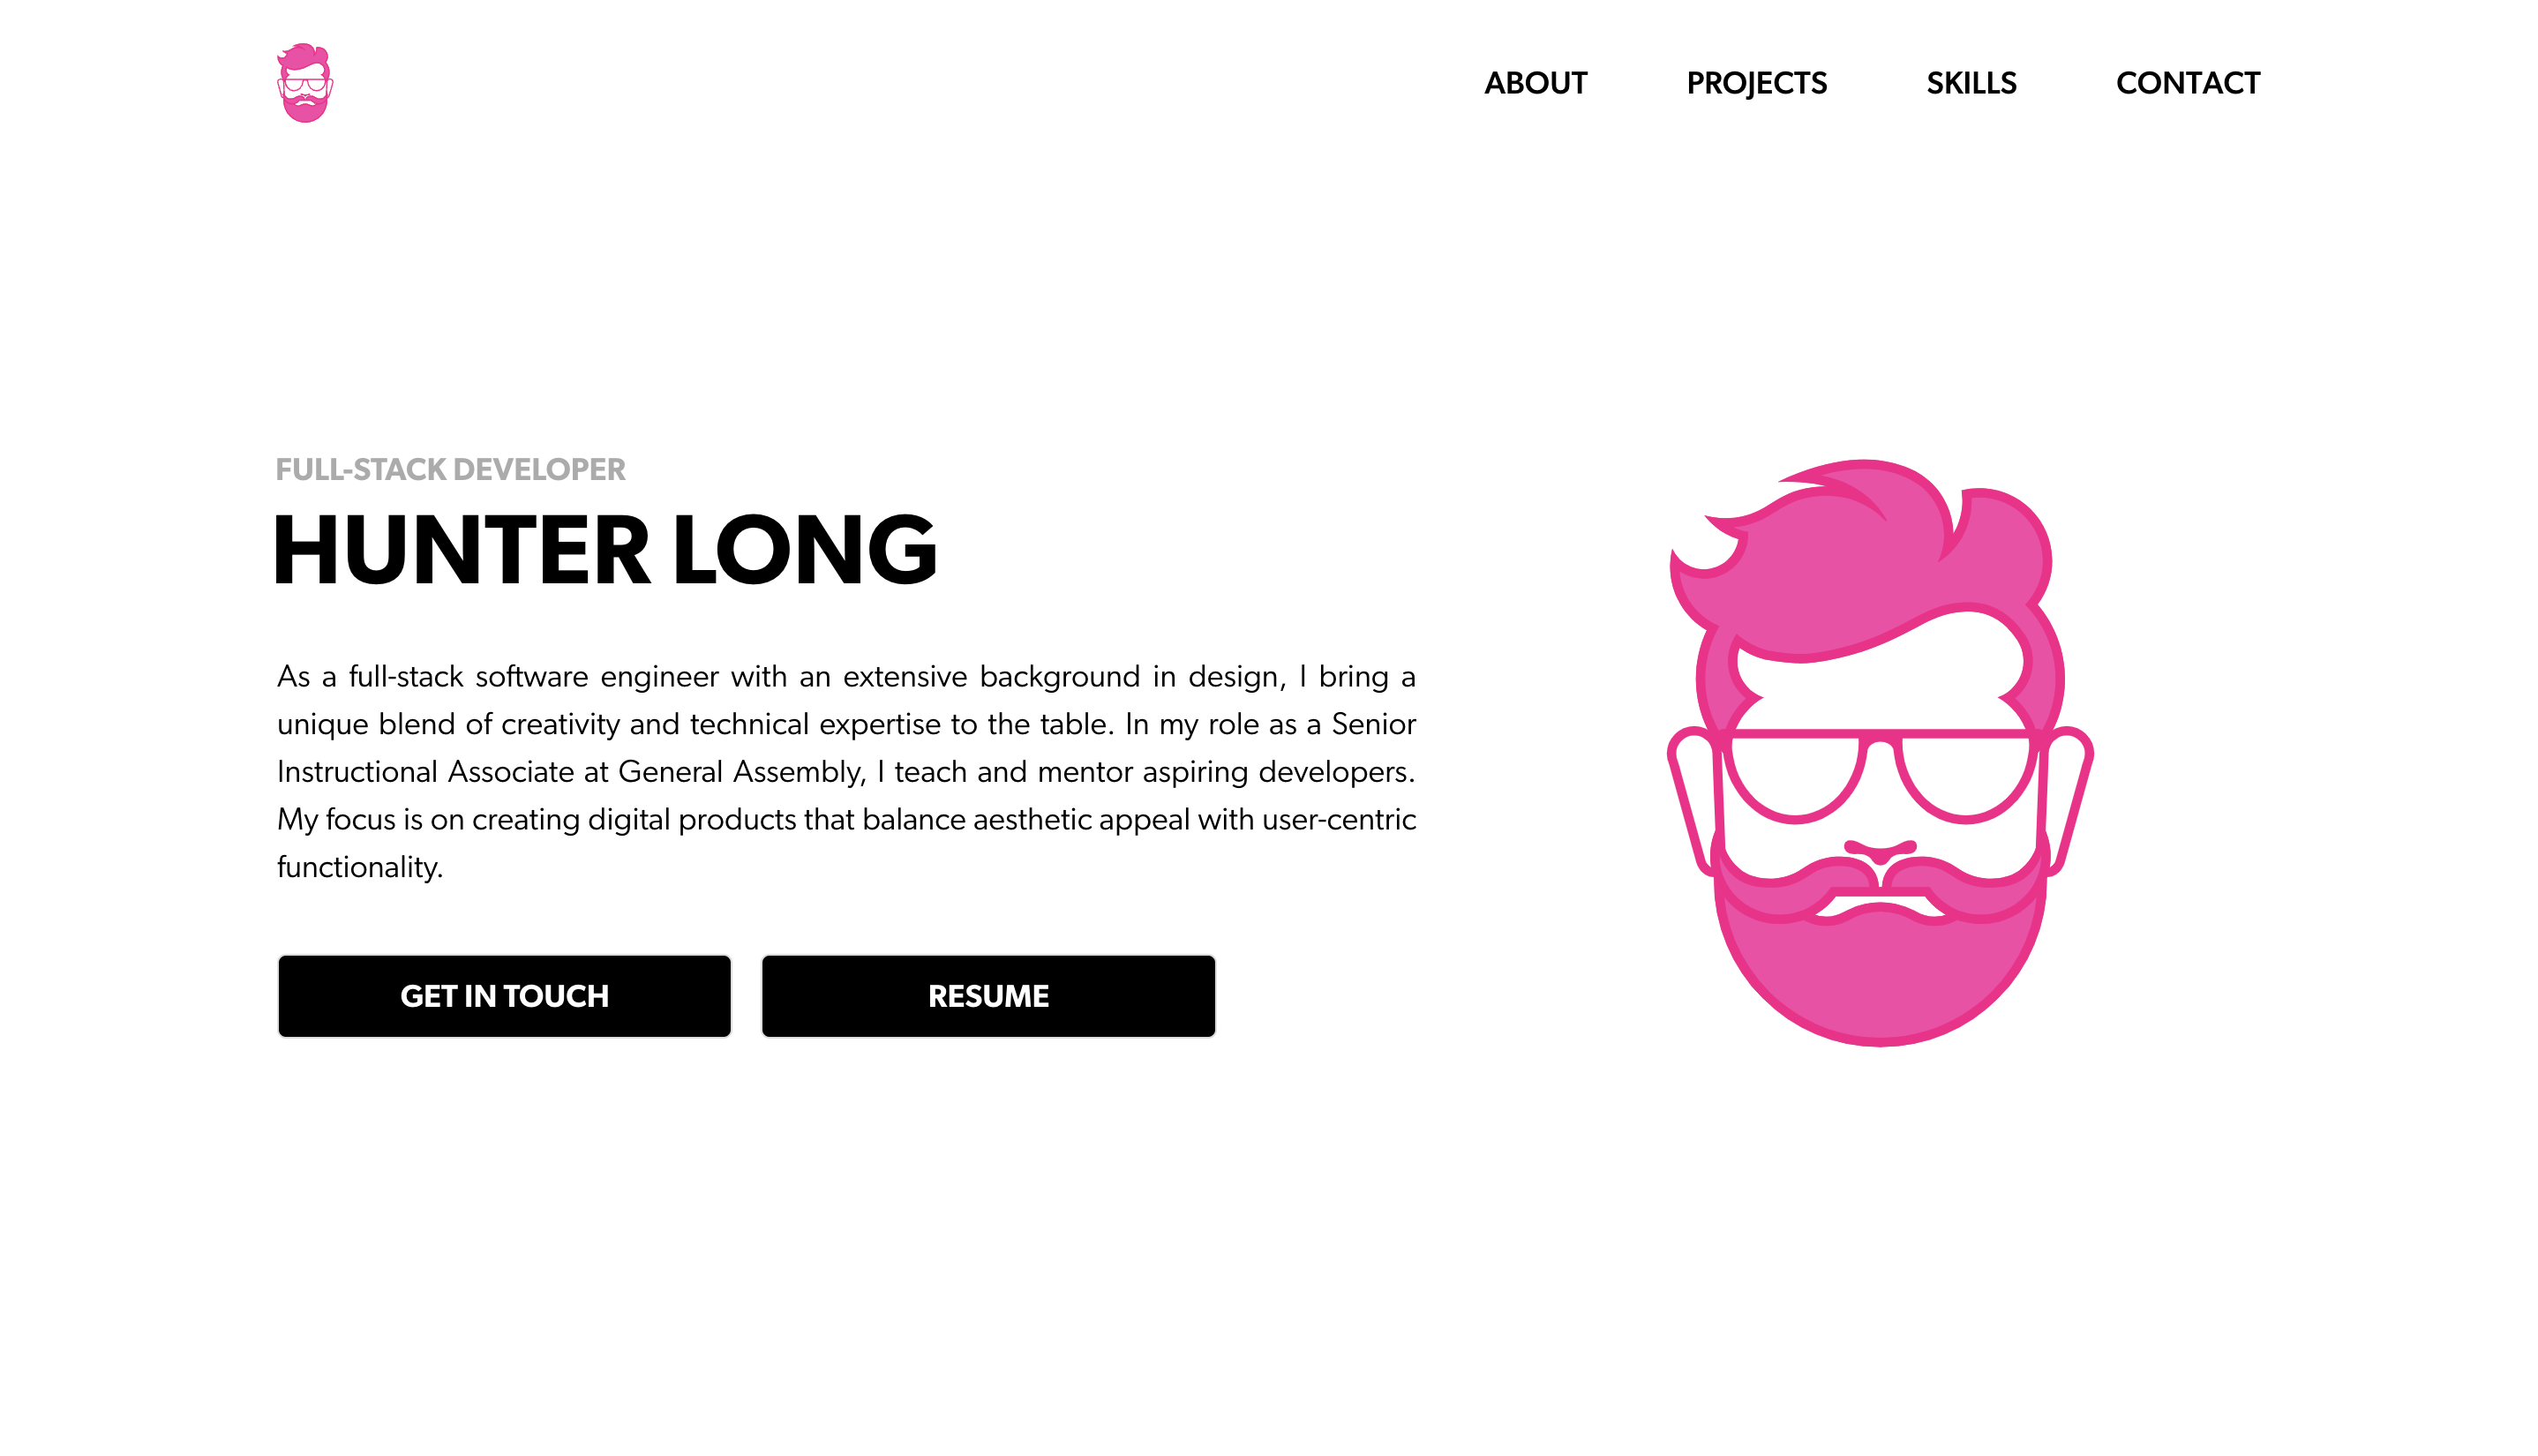 ABOUT PROJECTS SKILLS CONTACT
FULL-STACK DEVELOPER
HUNTER LONG
As a full-stack software engineer with an extensive background in design, I bring a
unique blend of creativity and technical expertise to the table. In my role as a Senior
Instructional Associate at General Assembly, I teach and mentor aspiring developers.
My focus is on creating digital products that balance aesthetic appeal with user-centric
functionality.
GET IN TOUCH RESUME